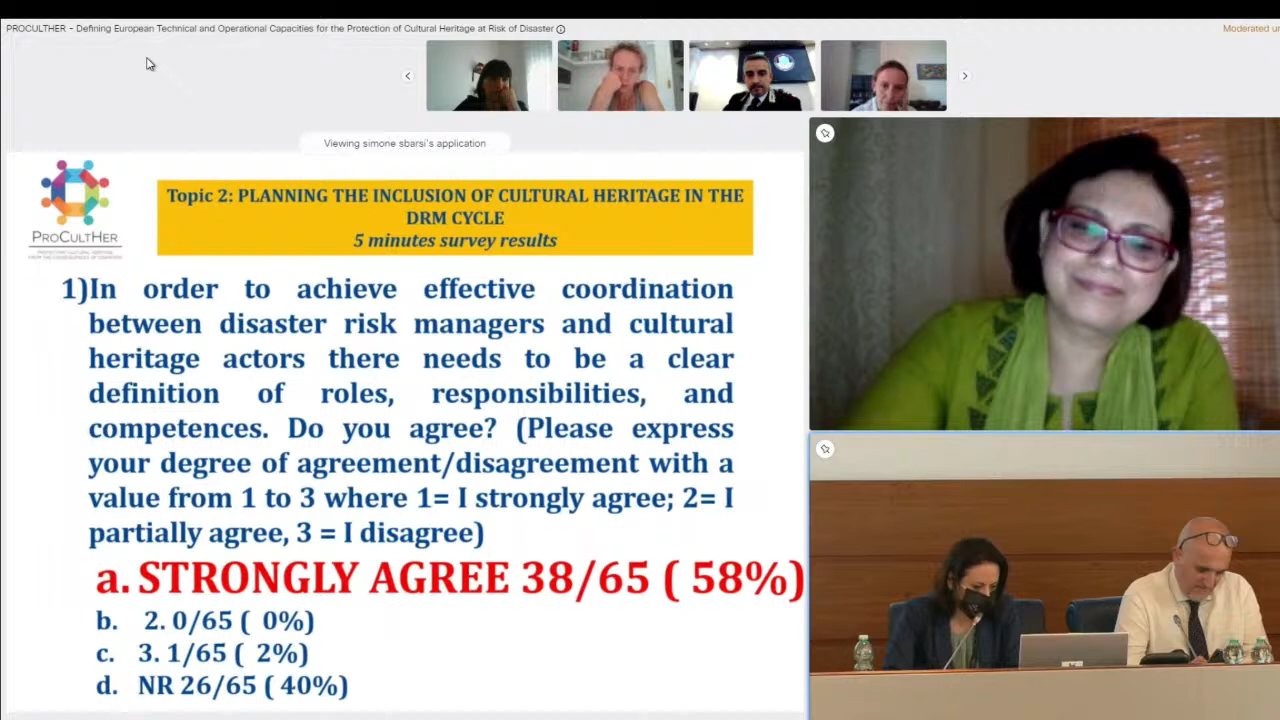 PROCULTHER - Defining European Technical and Operational Capacities for the Protection of Cultural Heritage at Risk of Disaster
Moderated
Viewing simone sbarsi's application
PROCULTHER
Topic 2: PLANNING THE INCLUSION OF CULTURAL HERITAGE IN THE
DRM CYCLE
5 minutes survey results
1)In order to achieve effective coordination
between disaster risk managers and cultural
heritage actors there needs to be a clear
definition of roles, responsibilities, and
competences. Do you agree? (Please express
your degree of agreement/disagreement with a
value from 1 to 3 where 1= I strongly agree; 2= I
partially agree, 3 = I disagree)
a. STRONGLY AGREE 38/65 ( 58%)
b. 2. 0/65 ( 0%)
c. 3. 1/65 ( 2%)
d. NR 26/65 ( 40%)